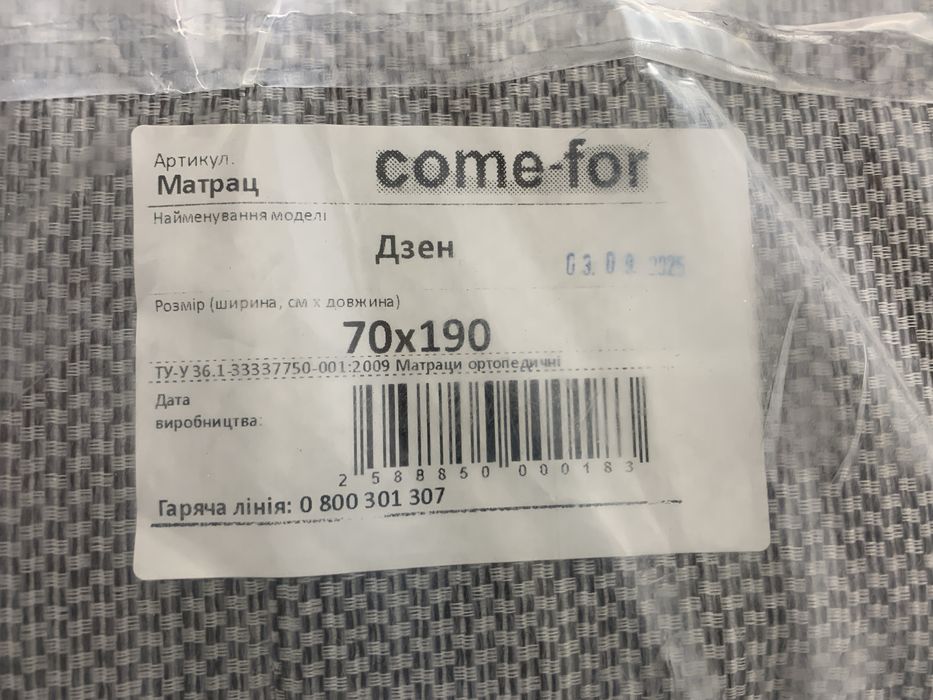 Артикул.
come-for
Матрац
Найменування моделі
Дзен
03. 09. 2025
Розмір (ширина, см х довжина)
70х190
ТУ-У 36.1-33337750-001:2009 Матраци ортопедичні
Дата
виробництва:
2 588850 000183
Гаряча лінія: 0 800 301 307